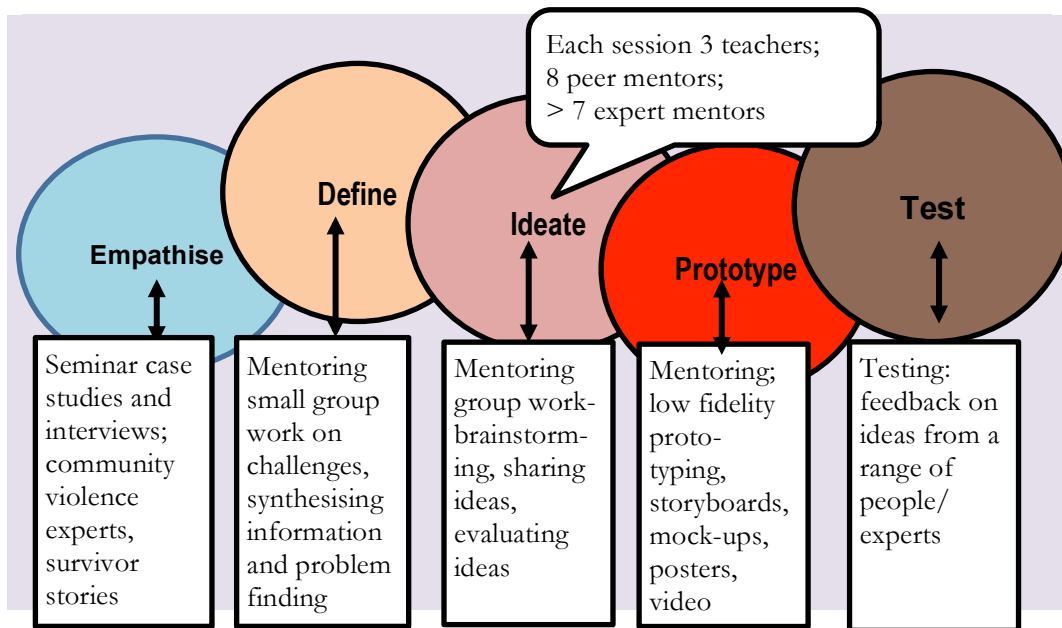 Each session 3 teachers;
8 peer mentors;
> 7 expert mentors
Empathise
Define
Ideate
Prototype
Test
Seminar case
studies and
interviews;
community
violence
experts,
survivor
stories
Mentoring
small group
work on
challenges,
synthesising
information
and problem
finding
Mentoring
group work-
brainstorm-
ing, sharing
ideas,
evaluating
ideas
Mentoring;
low fidelity
proto-
typing,
storyboards,
mock-ups,
posters,
video
Testing:
feedback on
ideas from a
range of
people/
experts